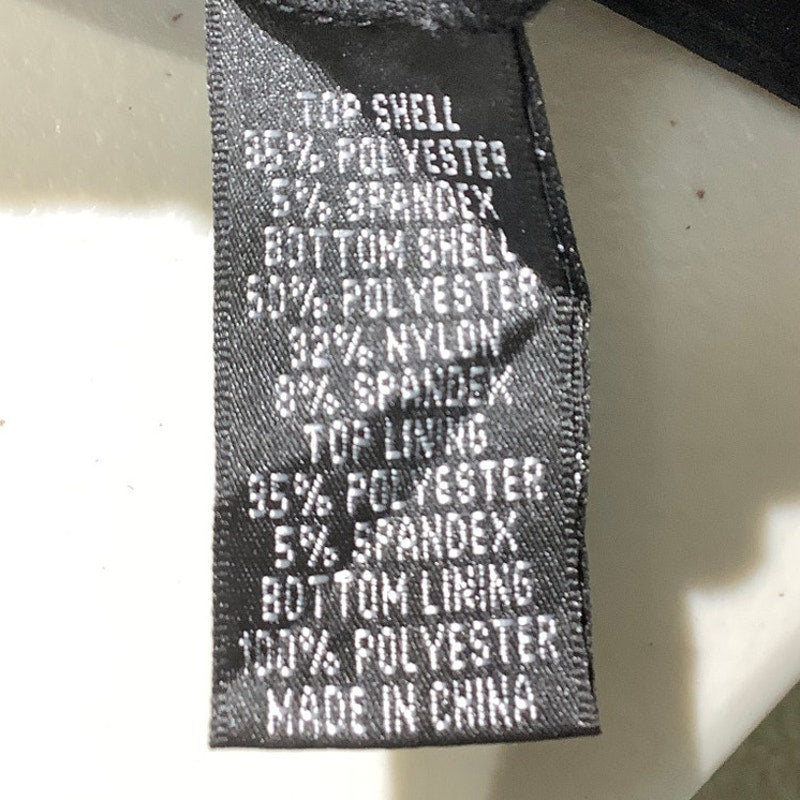 TOP SHELL
95% POLYESTER
5% SPANDEX
BOTTOM SHELL
60% POLYESTER
32% NYLON
8% SPANDEX
TOP LINING
95% POLYESTER
5% SPANDEX
BOTTOM LINING
100% POLYESTER
MADE IN CHINA